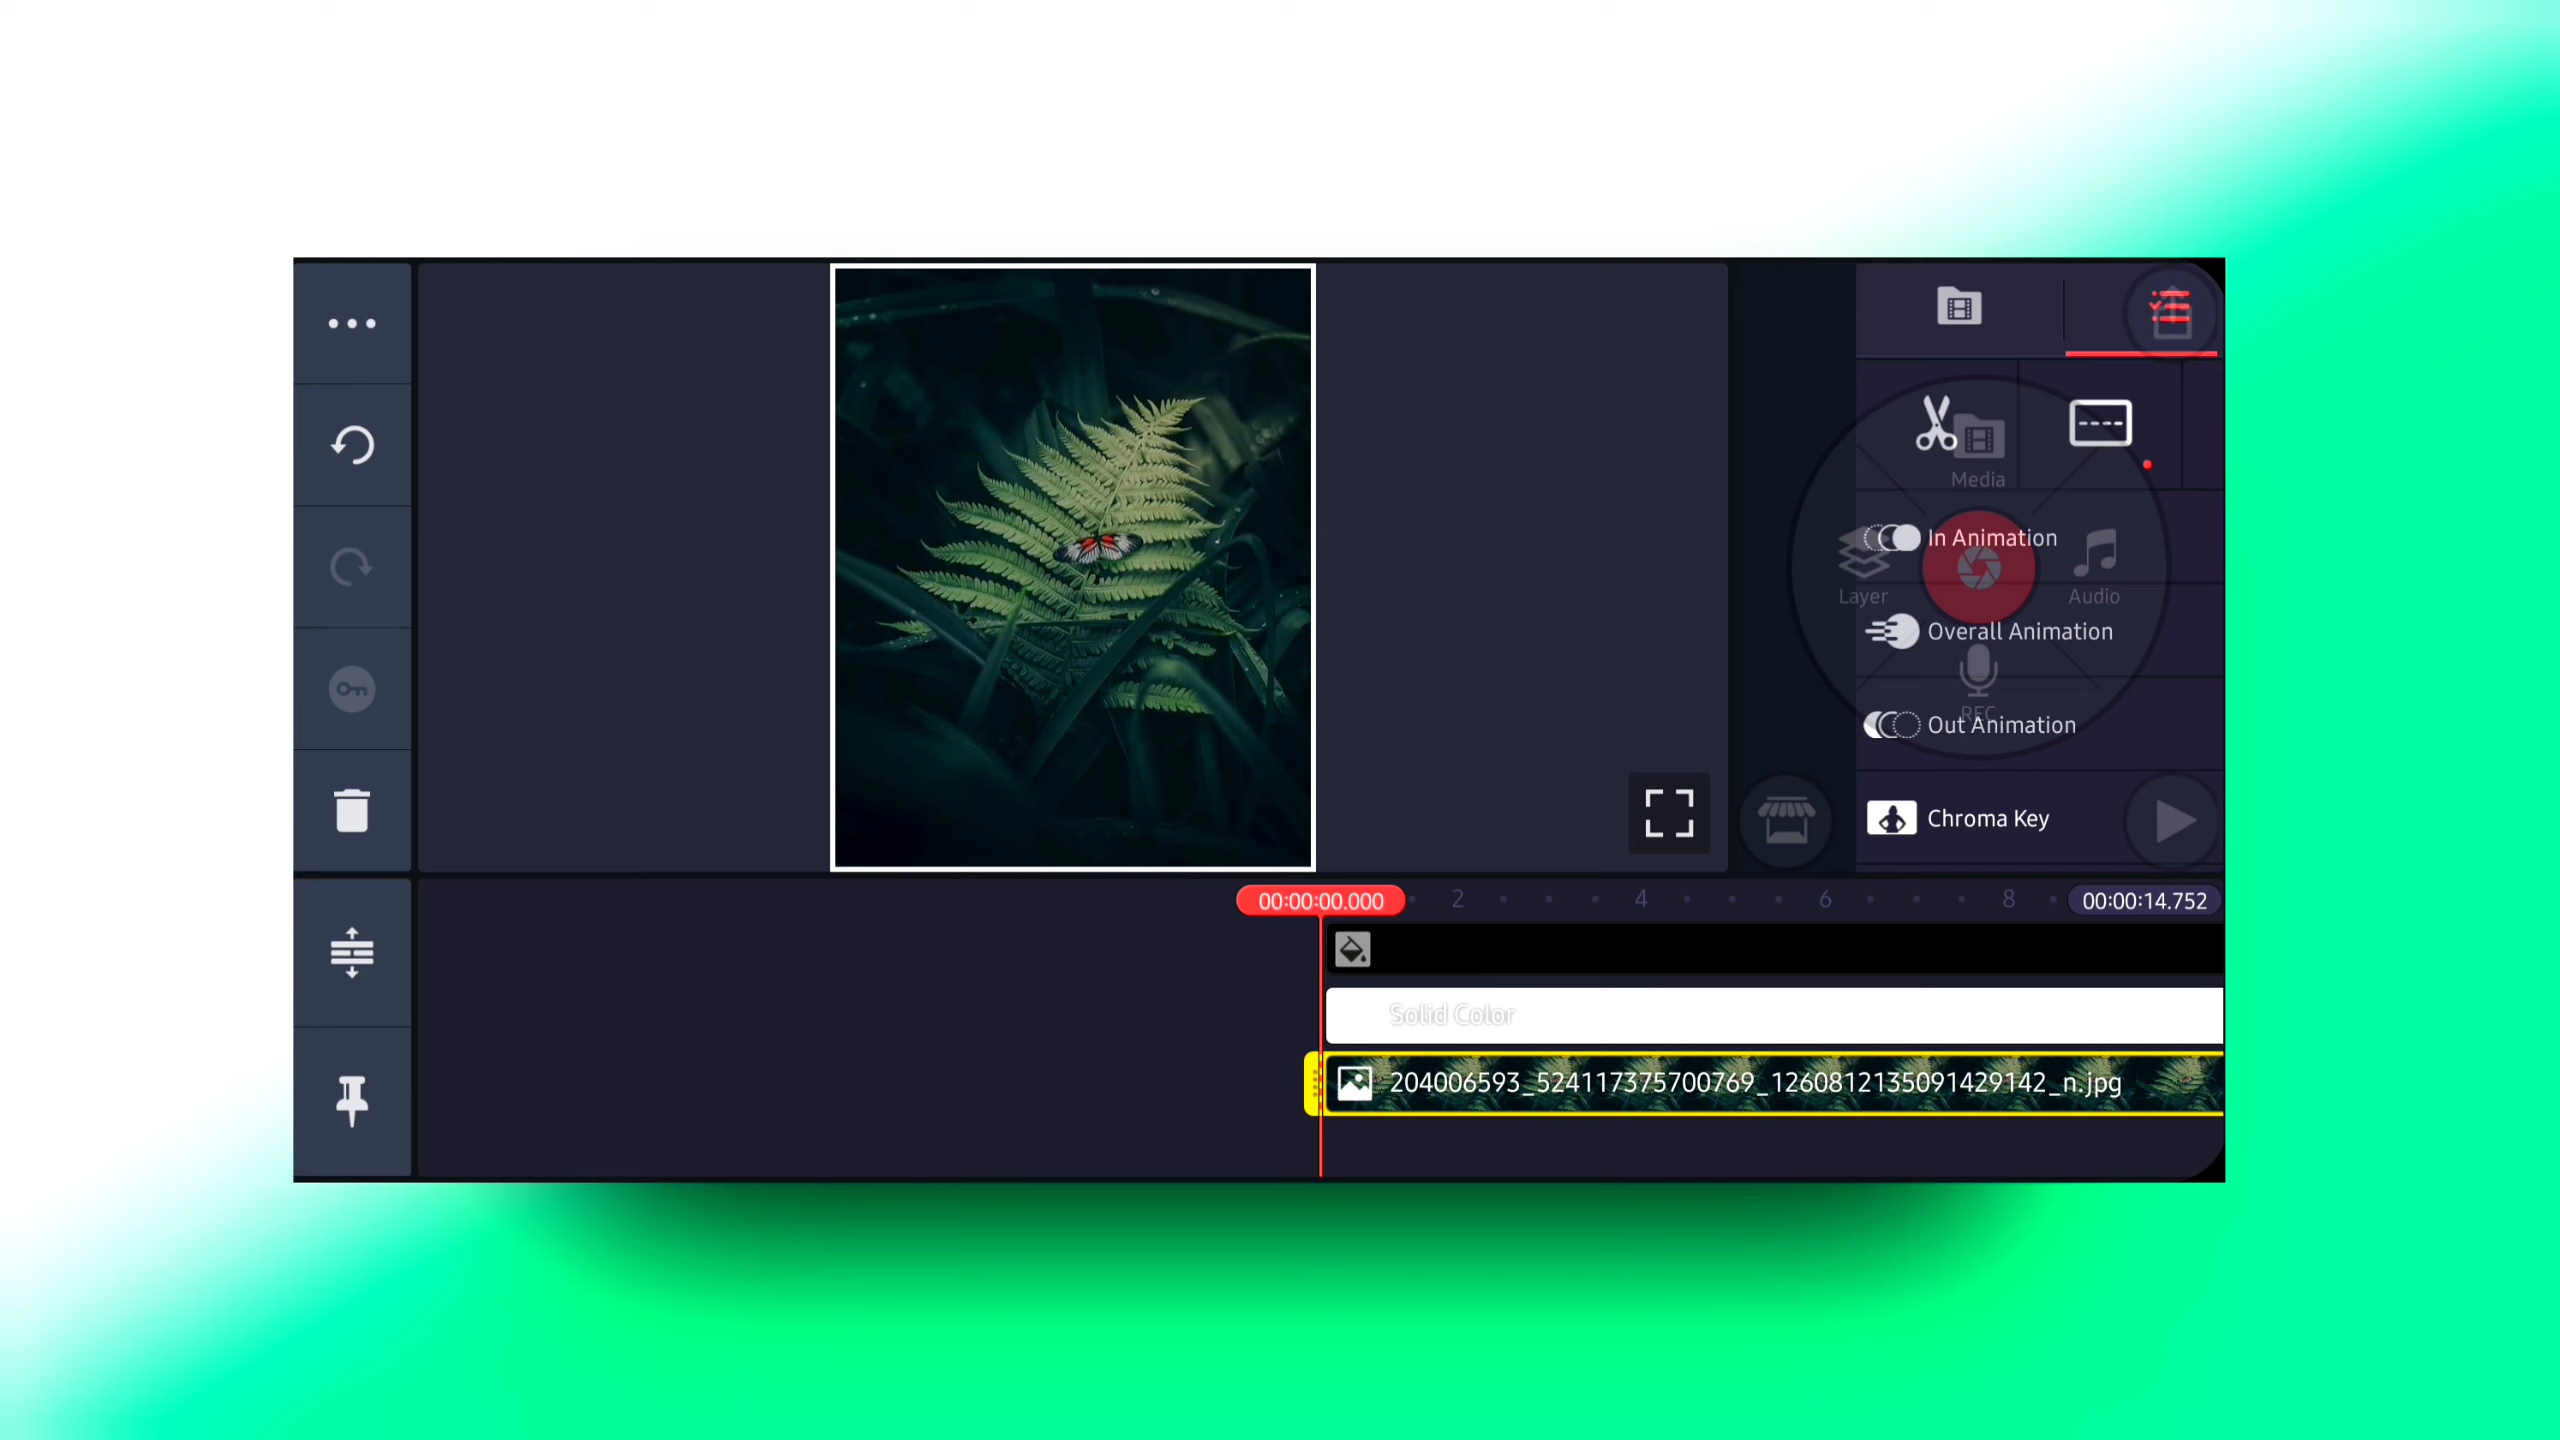 Media
In Animation
Layer
Audio
Overall Animation
REC
Out Animation
Chroma Key
00:00:00.000
2
4
6
8
00:00:14.752
Solid Color
204006593_524117375700769_1260812135091429142_n.jpg